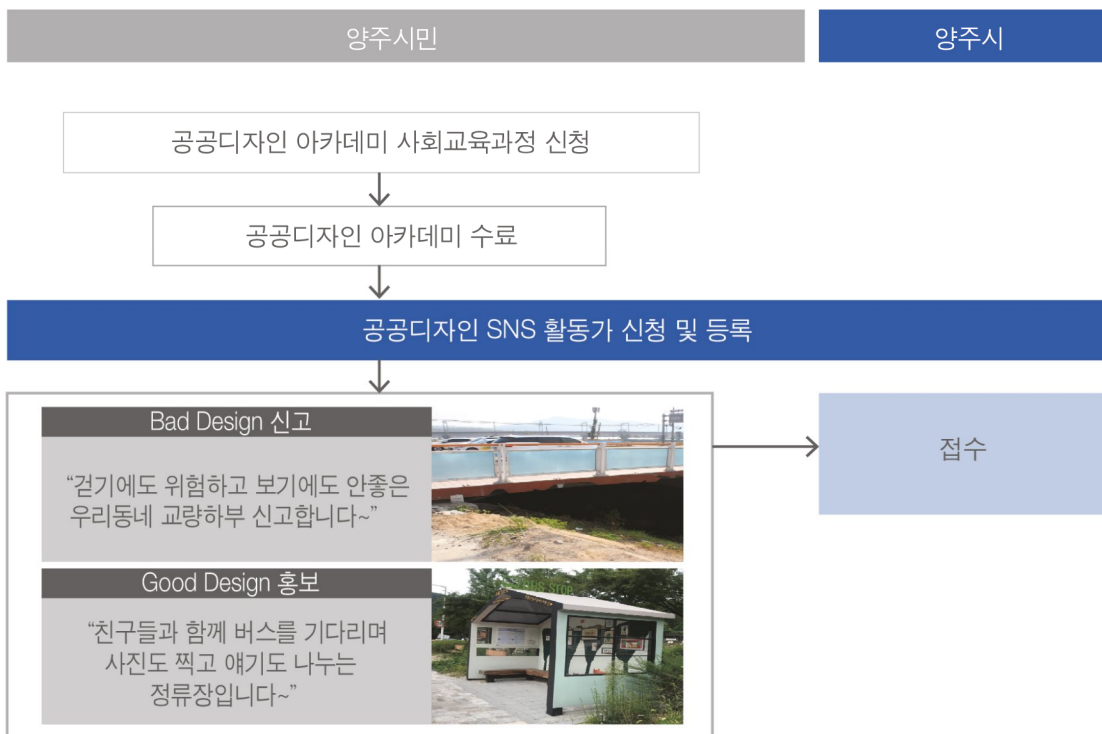 양주시민
양주시
공공디자인 아카데미 사회교육과정 신청
공공디자인 아카데미 수료
공공디자인 SNS 활동가 신청 및 등록
Bad Design 신고
“걷기에도 위험하고 보기에도 안좋은
우리동네 교량하부 신고합니다~”
접수
Good Design 홍보
“친구들과 함께 버스를 기다리며
사진도 찍고 얘기도 나누는
정류장입니다~”
BUS STOP